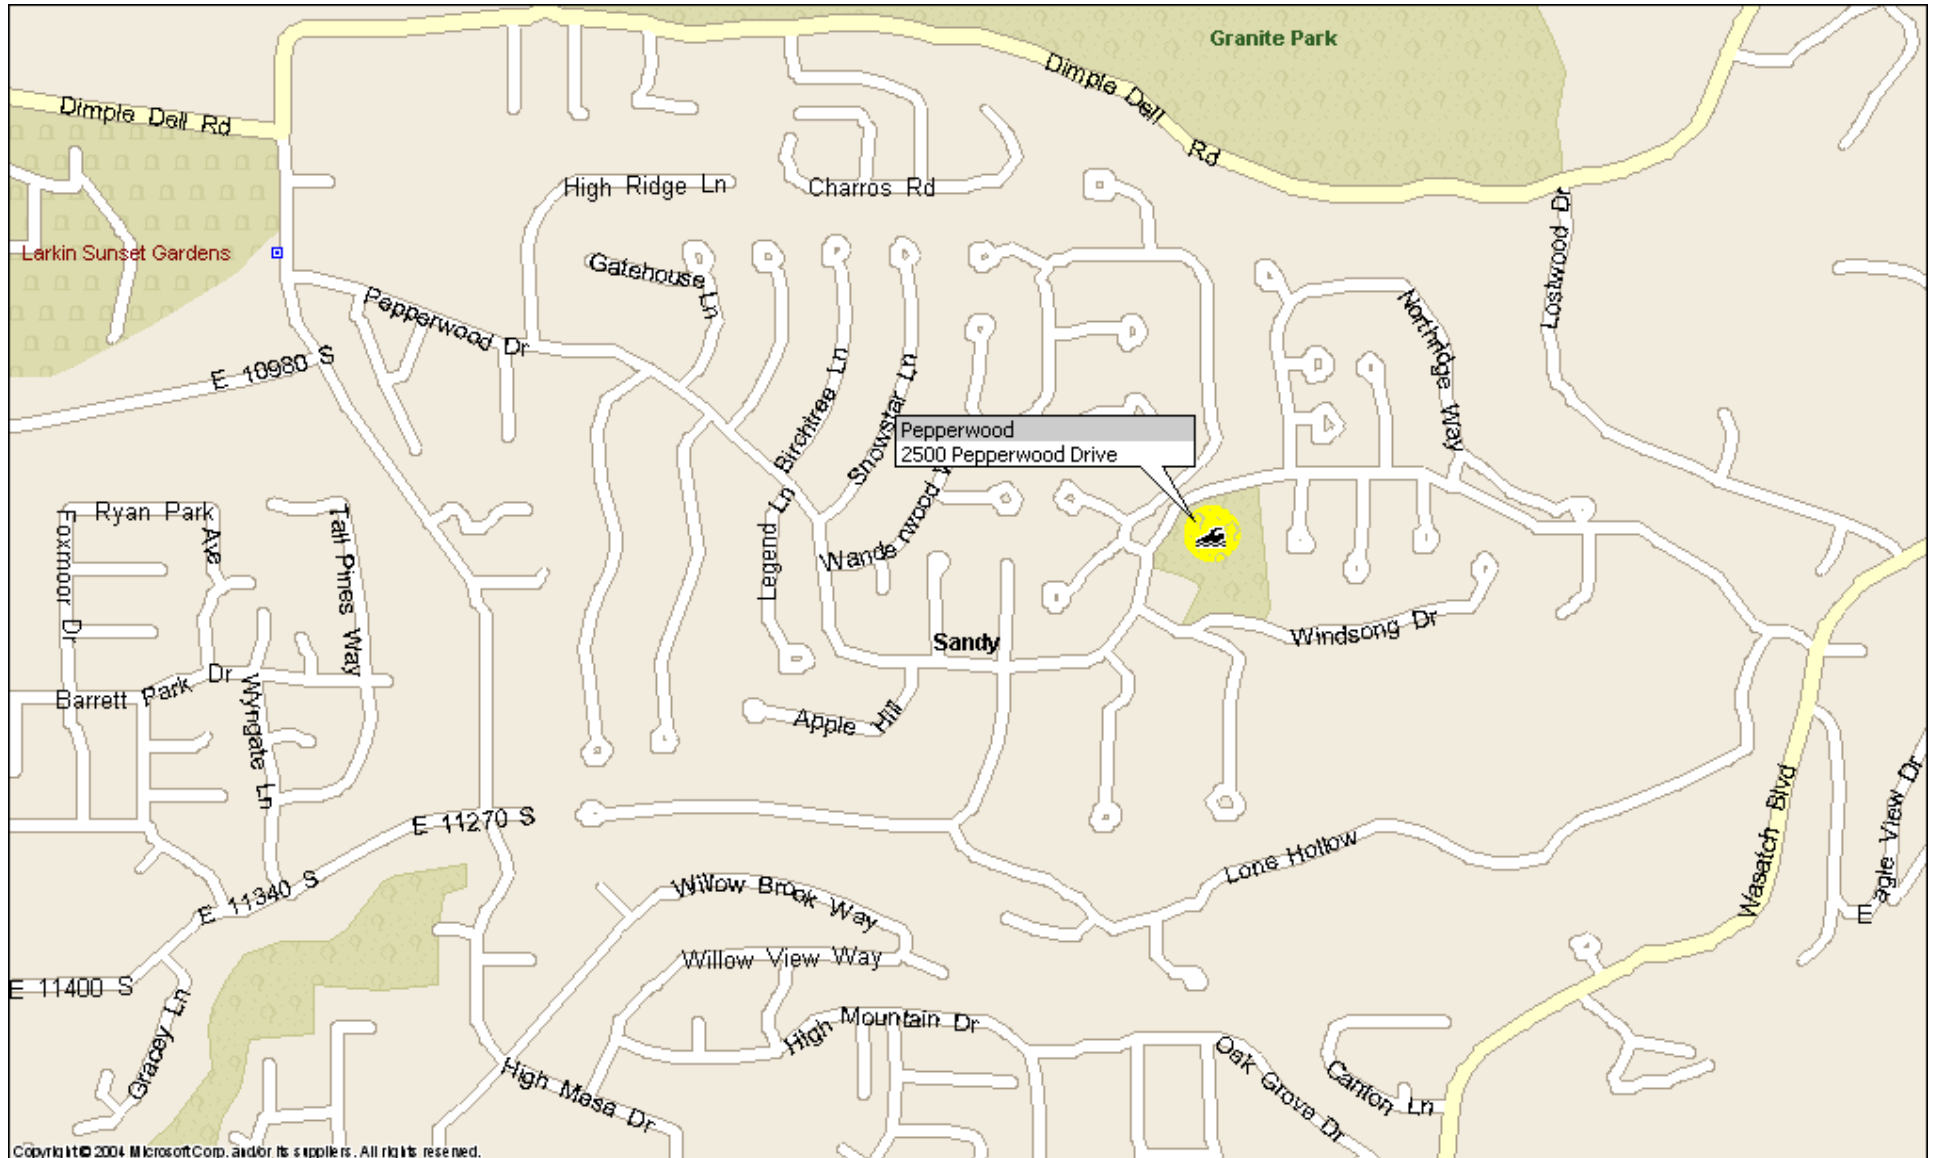 Granite Park
Dimple Dell
Rd
Dimple Dell Rd
High Ridge Ln
Charros Rd
Lostwood Dr
Larkin Sunset Gardens
Gatehouse Ln
Pepperwood Dr
Northridge Way
E 10980 S
Birchtree Ln
Snowstar Ln
Pepperwood
2500 Pepperwood Drive
Legend Ln
Wanderwood W
Ryan Park
Ave
Foxmoor Dr
Tall Pines Way
Sandy
Windsong Dr
Barrett Park Dr
Wyngate Ln
Apple Hill
E 11270 S
Lone Hollow
Wasatch Blvd
Eagle View Dr
E 11340 S
Willow Brook Way
Willow View Way
E 11400 S
Gracey Ln
High Mountain Dr
High Mesa Dr
Oak Grove Dr
Canton Ln
Copyright © 2004 Microsoft Corp. and/or its suppliers. All rights reserved.